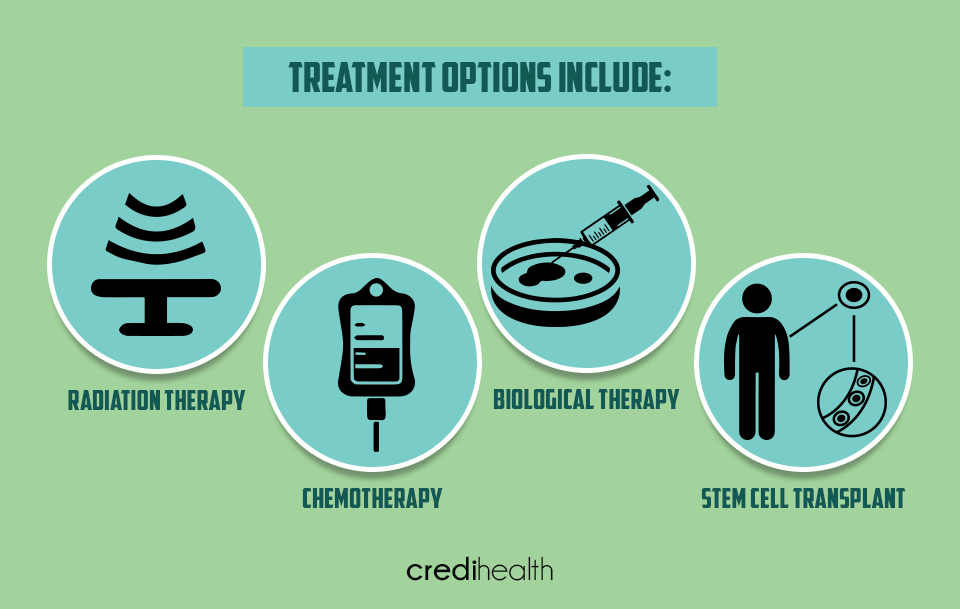 TREATMENT OPTIONS INCLUDE:
RADIATION THERAPY
CHEMOTHERAPY
BIOLOGICAL THERAPY
STEM CELL TRANSPLANT
credihealth